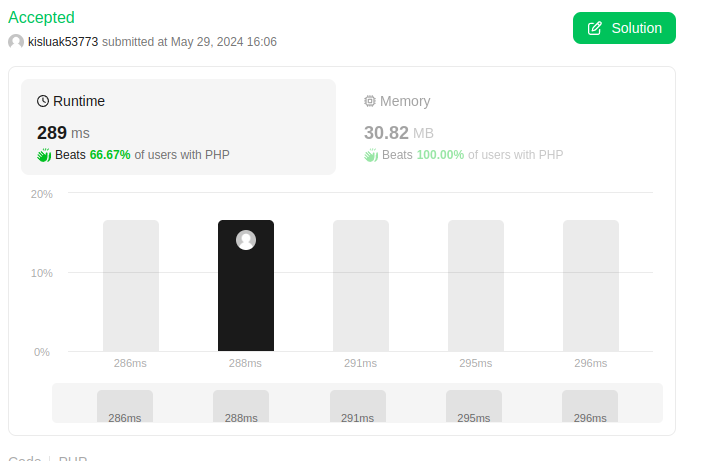 Accepted
kisluak53773 submitted at May 29, 2024 16:06
Solution
Runtime
289 ms
Beats 66.67% of users with PHP
Memory
30.82 MB
Beats 100.00% of users with PHP
20%
10%
0%
286ms 288ms 291ms 295ms 296ms
286ms 288ms 291ms 295ms 296ms
Code | PHP